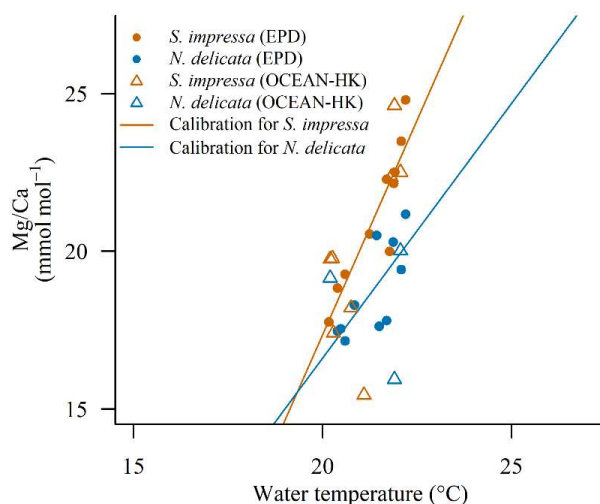 S. impressa (EPD)
N. delicata (EPD)
S. impressa (OCEAN-HK)
N. delicata (OCEAN-HK)
Calibration for S. impressa
Calibration for N. delicata
Mg/Ca
(mmol mol⁻¹)
25
20
15
15 20 25
Water temperature (°C)